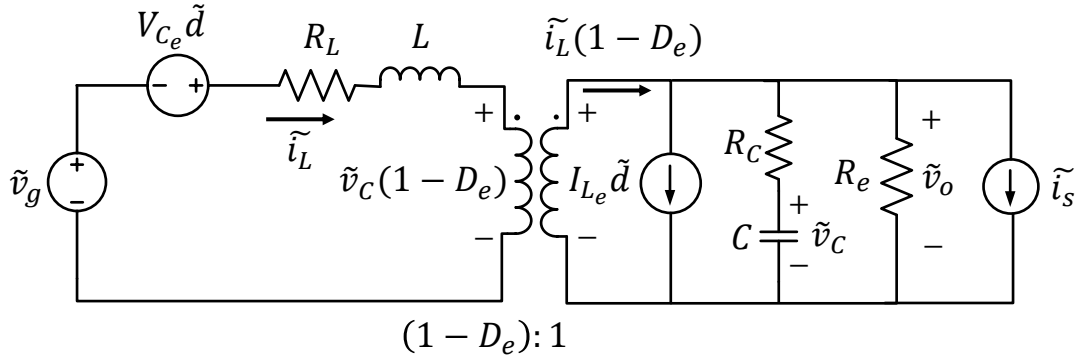 V_{C_e} d̃
R_L
L
ĩ_L(1 − D_e)
− +
ĩ_L
+
+
ṽ_g
+
−
ṽ_C(1 − D_e)
I_{L_e} d̃
R_C
C
+
ṽ_C
−
R_e
+
ṽ_o
−
ĩ_s
−
−
(1 − D_e): 1